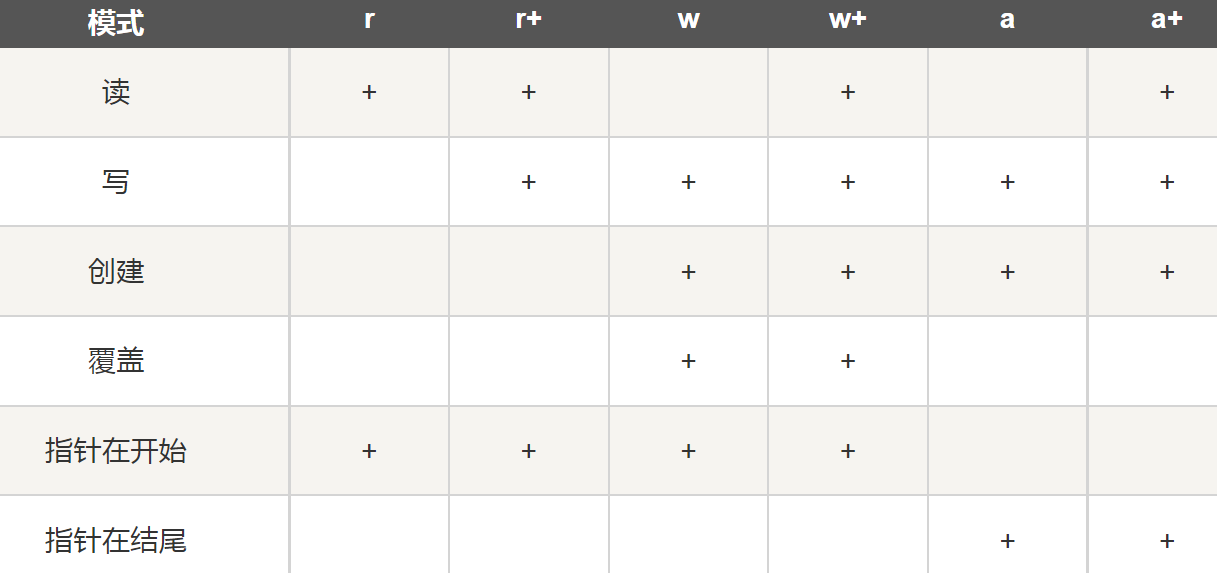 模式 r r+ w w+ a a+
读 + + + +
写 + + + + +
创建 + + + +
覆盖 + +
指针在开始 + + + +
指针在结尾 + +